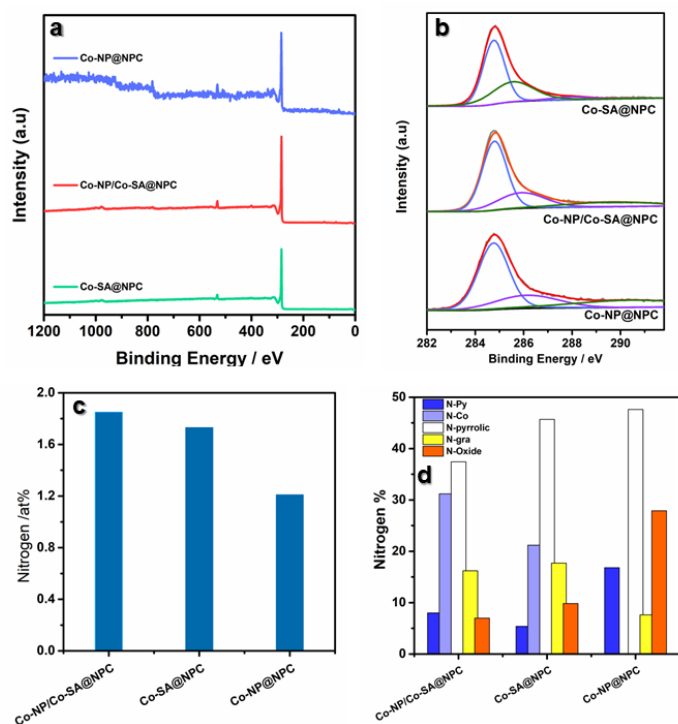 a
Co-NP@NPC
Co-NP/Co-SA@NPC
Co-SA@NPC
Intensity (a.u)
1200 1000 800 600 400 200 0
Binding Energy / eV
b
Co-SA@NPC
Co-NP/Co-SA@NPC
Co-NP@NPC
Intensity (a.u)
282 284 286 288 290
Binding Energy / eV
c
2.0
1.6
1.2
0.8
0.4
0.0
Nitrogen /at%
Co-NP/Co-SA@NPC
Co-SA@NPC
Co-NP@NPC
d
50
40
30
20
10
0
Nitrogen %
N-Py
N-Co
N-pyrrolic
N-gra
N-Oxide
Co-NP/Co-SA@NPC
Co-SA@NPC
Co-NP@NPC